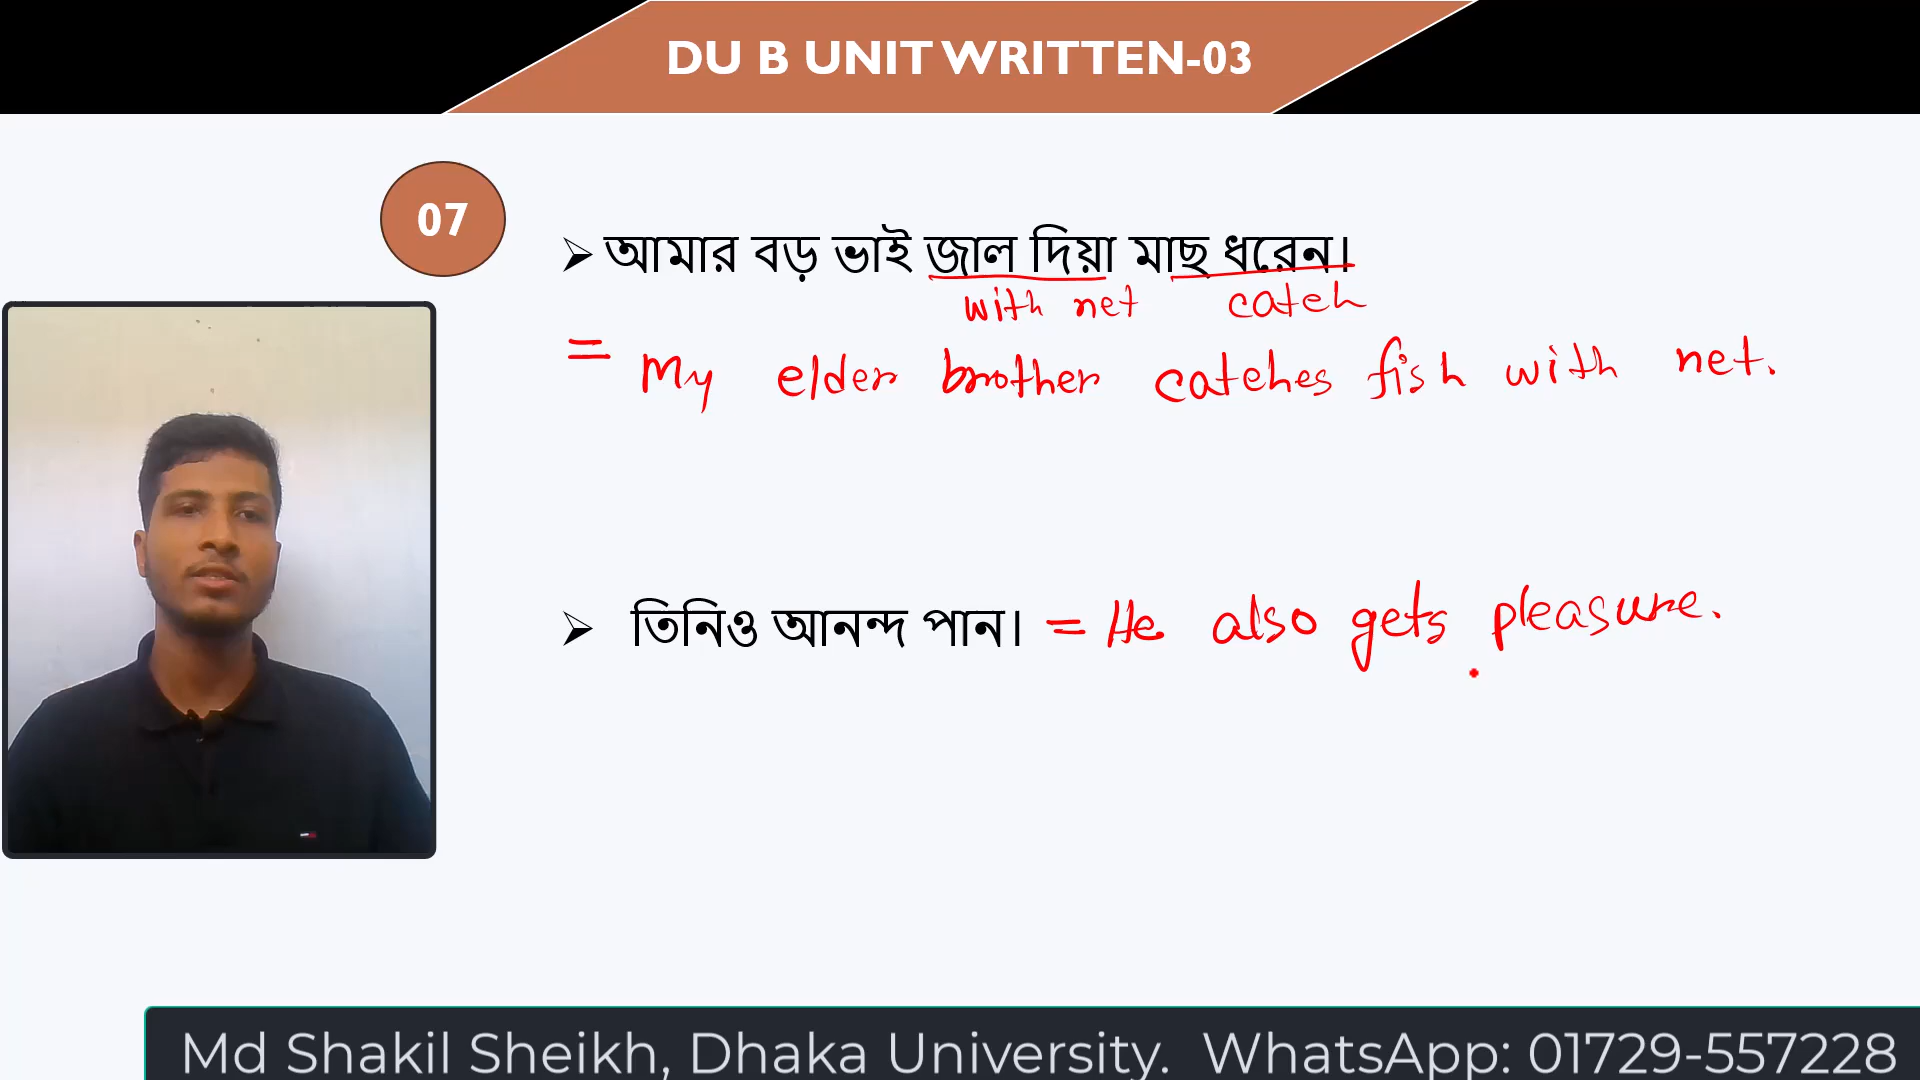 DU B UNIT WRITTEN-03
07
আমার বড় ভাই জাল দিয়া মাছ ধরেন।
with net catch
= My elder brother catches fish with net.
তিনিও আনন্দ পান। = He also gets pleasure.
Md Shakil Sheikh, Dhaka University. WhatsApp: 01729-557228